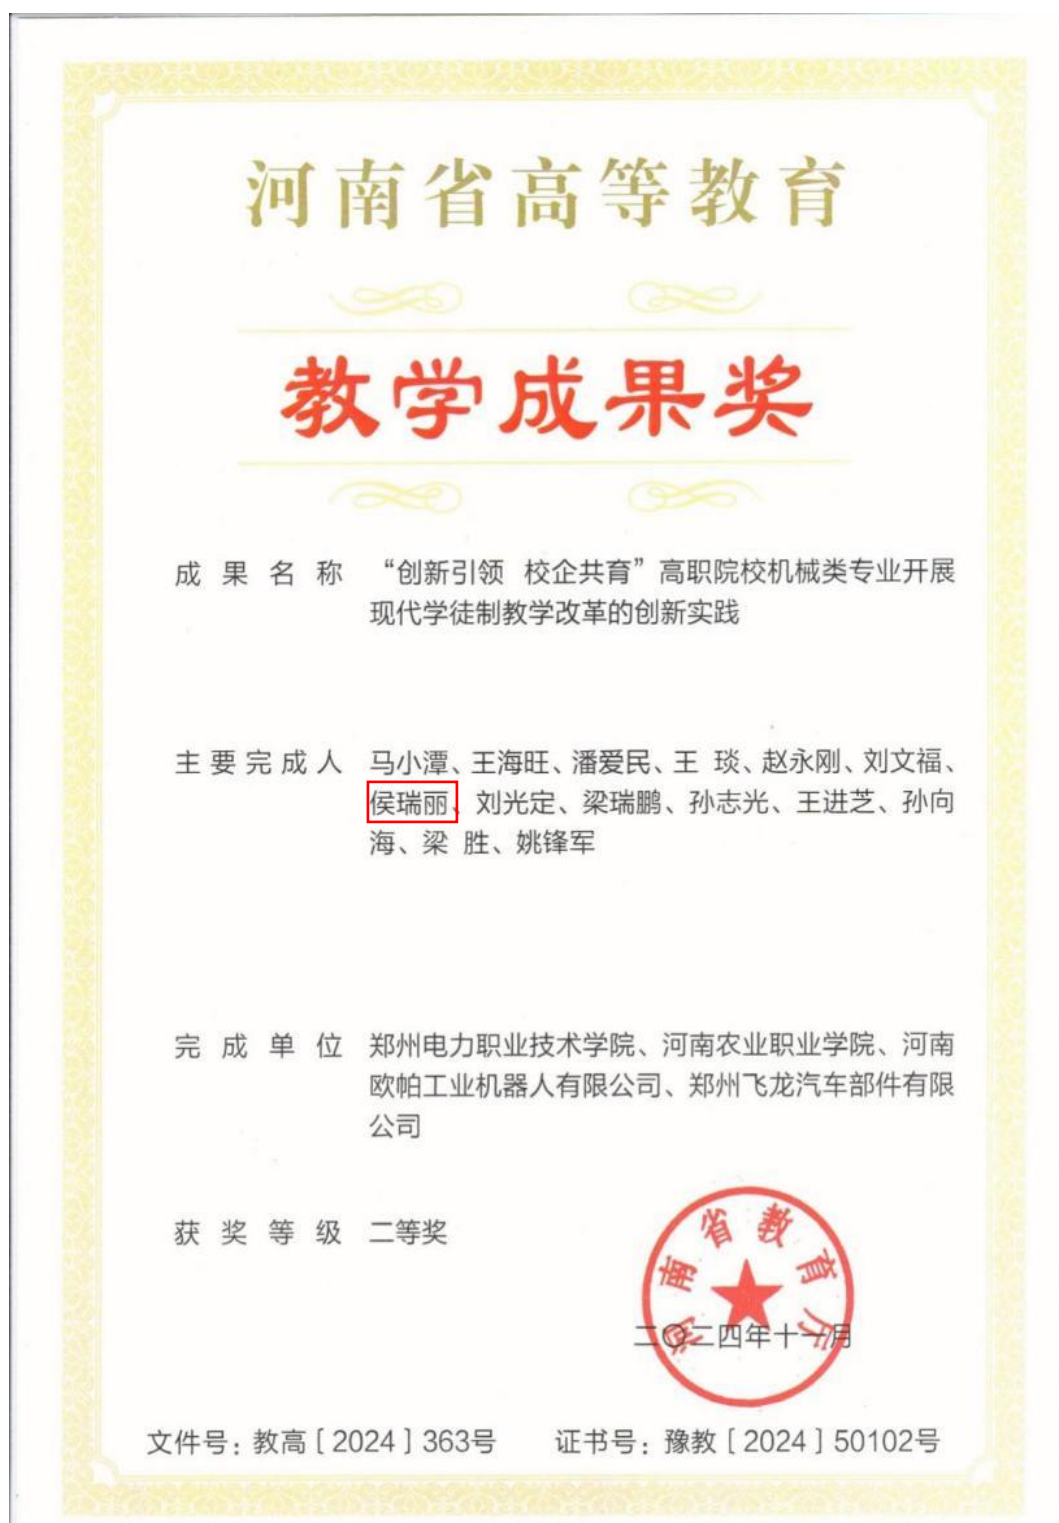 河南省高等教育
教学成果奖
成果名称 “创新引领 校企共育”高职院校机械类专业开展
现代学徒制教学改革的创新实践
主要完成人 马小潭、王海旺、潘爱民、王 琰、赵永刚、刘文福、
侯瑞丽、刘光定、梁瑞鹏、孙志光、王进芝、孙向
海、梁 胜、姚锋军
完成单位 郑州电力职业技术学院、河南农业职业学院、河南
欧帕工业机器人有限公司、郑州飞龙汽车部件有限
公司
获奖等级 二等奖
河南省教育厅
二〇二四年十一月
文件号：教高［2024］363号 证书号：豫教［2024］50102号